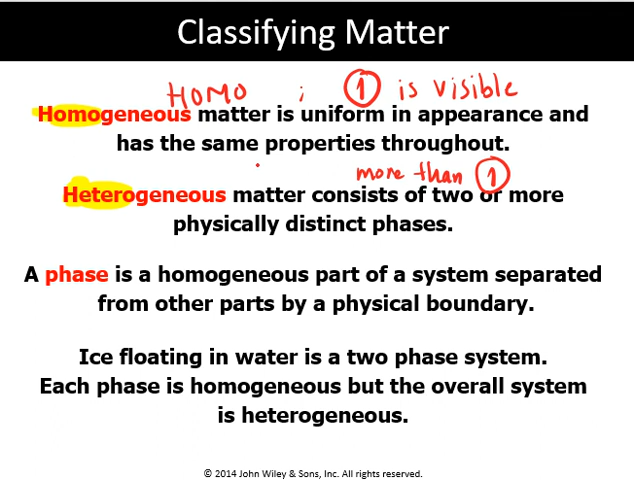 Classifying Matter
HOMO ; 1 is visible
Homogeneous matter is uniform in appearance and
has the same properties throughout.
more than 1
Heterogeneous matter consists of two or more
physically distinct phases.
A phase is a homogeneous part of a system separated
from other parts by a physical boundary.
Ice floating in water is a two phase system.
Each phase is homogeneous but the overall system
is heterogeneous.
© 2014 John Wiley & Sons, Inc. All rights reserved.